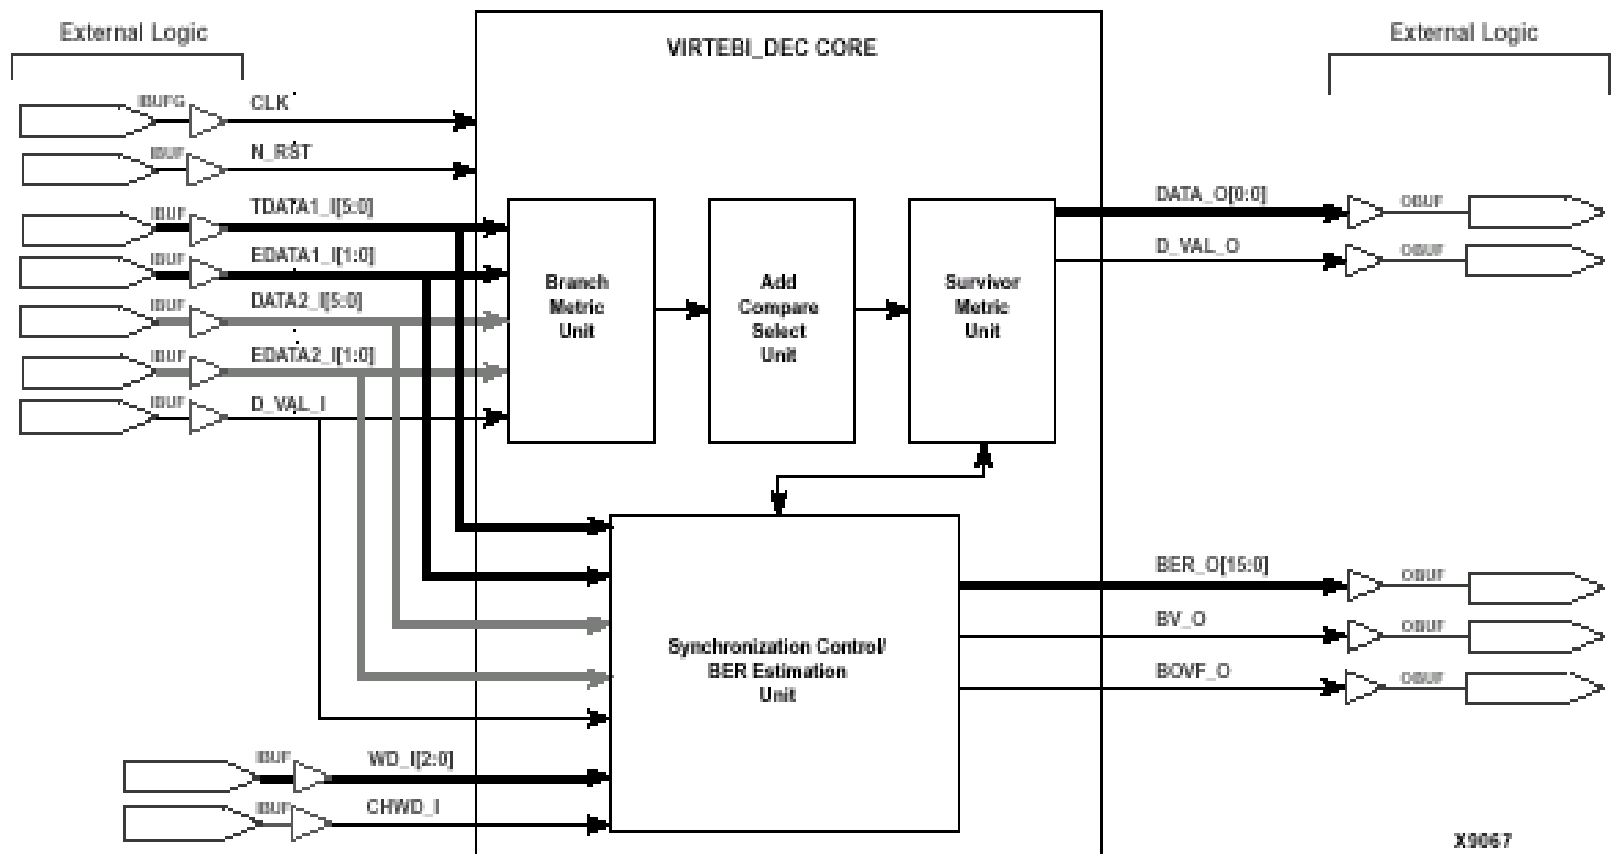 External Logic
VIRTEBI_DEC CORE
External Logic
IBUFG
CLK
IBUF
N_RST
IBUF
TDATA1_I[5:0]
IBUF
EDATA1_I[1:0]
IBUF
DATA2_I[5:0]
IBUF
EDATA2_I[1:0]
IBUF
D_VAL_I
Branch
Metric
Unit
Add
Compare
Select
Unit
Survivor
Metric
Unit
DATA_O[0:0]
OBUF
D_VAL_O
OBUF
Synchronization Control/
BER Estimation
Unit
BER_O[15:0]
OBUF
BV_O
OBUF
BOVF_O
OBUF
IBUF
WD_I[2:0]
IBUF
CHWD_I
X9067